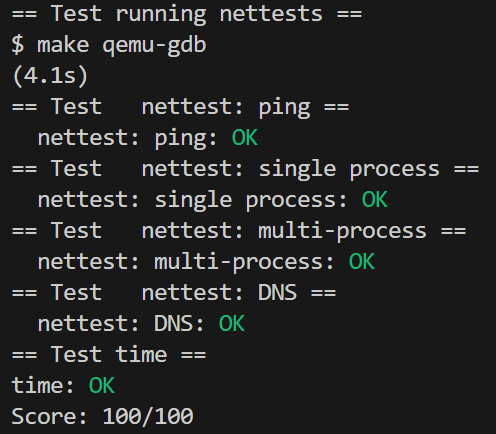 == Test running nettests ==
$ make qemu-gdb
(4.1s)
== Test   nettest: ping ==
  nettest: ping: OK
== Test   nettest: single process ==
  nettest: single process: OK
== Test   nettest: multi-process ==
  nettest: multi-process: OK
== Test   nettest: DNS ==
  nettest: DNS: OK
== Test time ==
time: OK
Score: 100/100